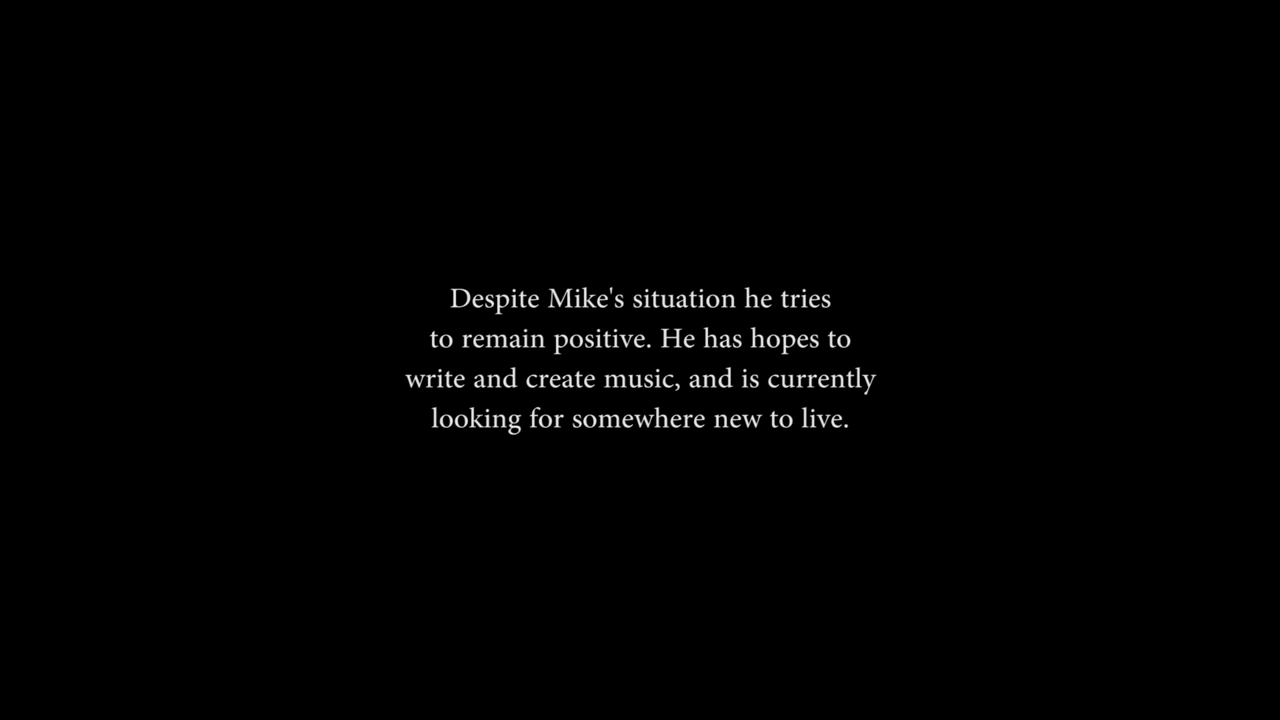 Despite Mike's situation he tries
to remain positive. He has hopes to
write and create music, and is currently
looking for somewhere new to live.